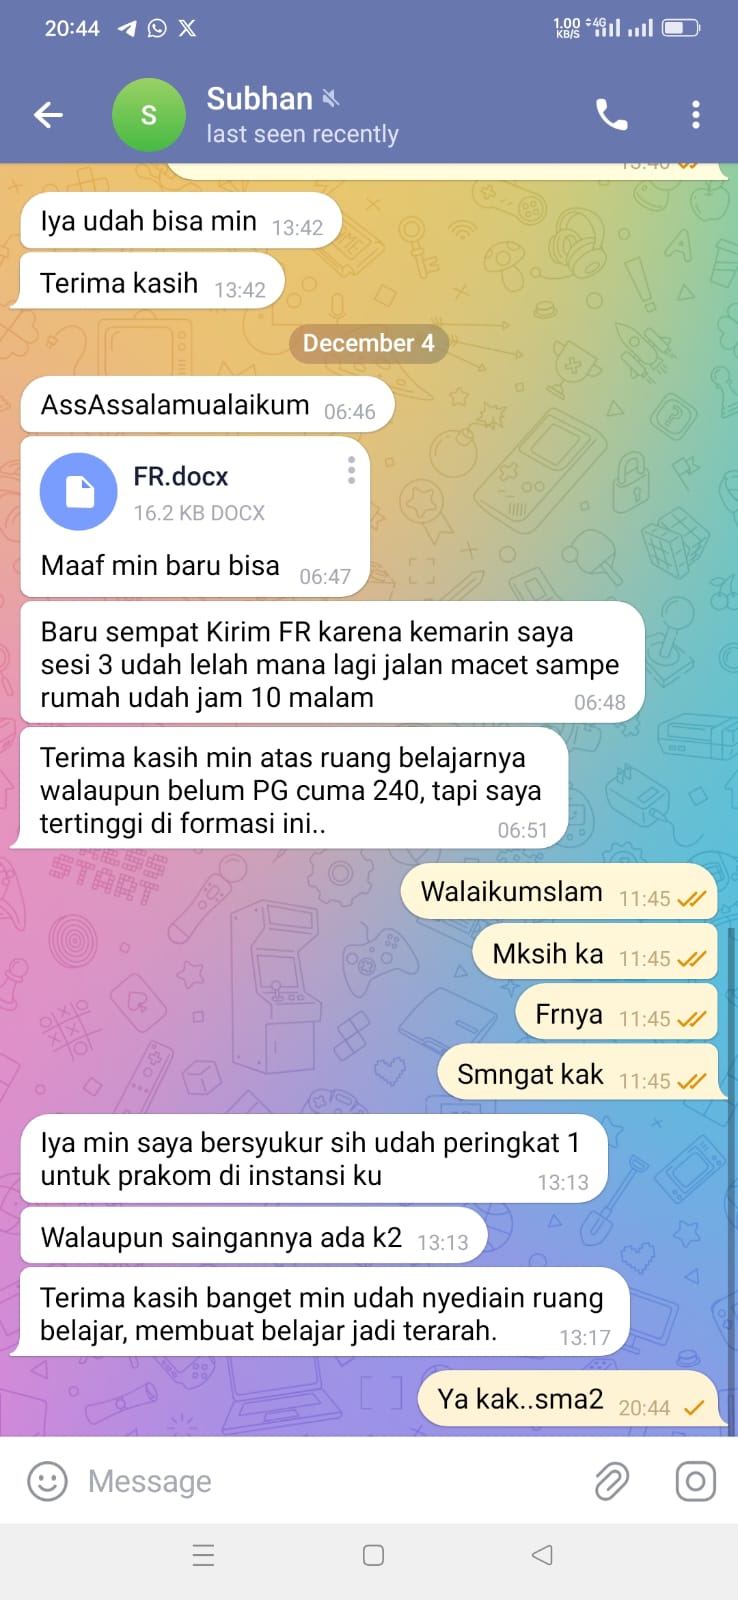 20:44
1.00 KB/S 4G
S
Subhan
last seen recently
Iya udah bisa min 13:42
Terima kasih 13:42
December 4
AssAssalamualaikum 06:46
FR.docx
16.2 KB DOCX
Maaf min baru bisa 06:47
Baru sempat Kirim FR karena kemarin saya
sesi 3 udah lelah mana lagi jalan macet sampe
rumah udah jam 10 malam 06:48
Terima kasih min atas ruang belajarnya
walaupun belum PG cuma 240, tapi saya
tertinggi di formasi ini.. 06:51
Walaikumslam 11:45
Mksih ka 11:45
Frnya 11:45
Smngat kak 11:45
Iya min saya bersyukur sih udah peringkat 1
untuk prakom di instansi ku 13:13
Walaupun saingannya ada k2 13:13
Terima kasih banget min udah nyediain ruang
belajar, membuat belajar jadi terarah. 13:17
Ya kak..sma2 20:44
Message